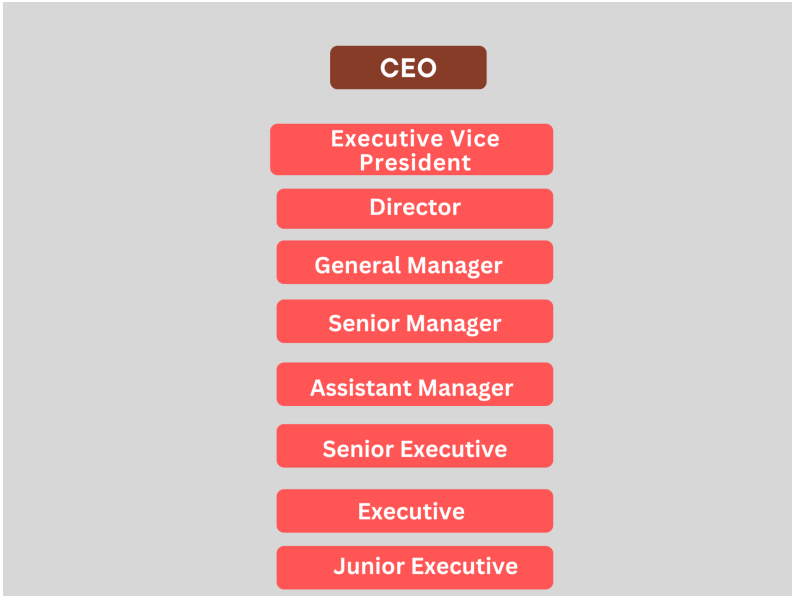 CEO
Executive Vice
President
Director
General Manager
Senior Manager
Assistant Manager
Senior Executive
Executive
Junior Executive